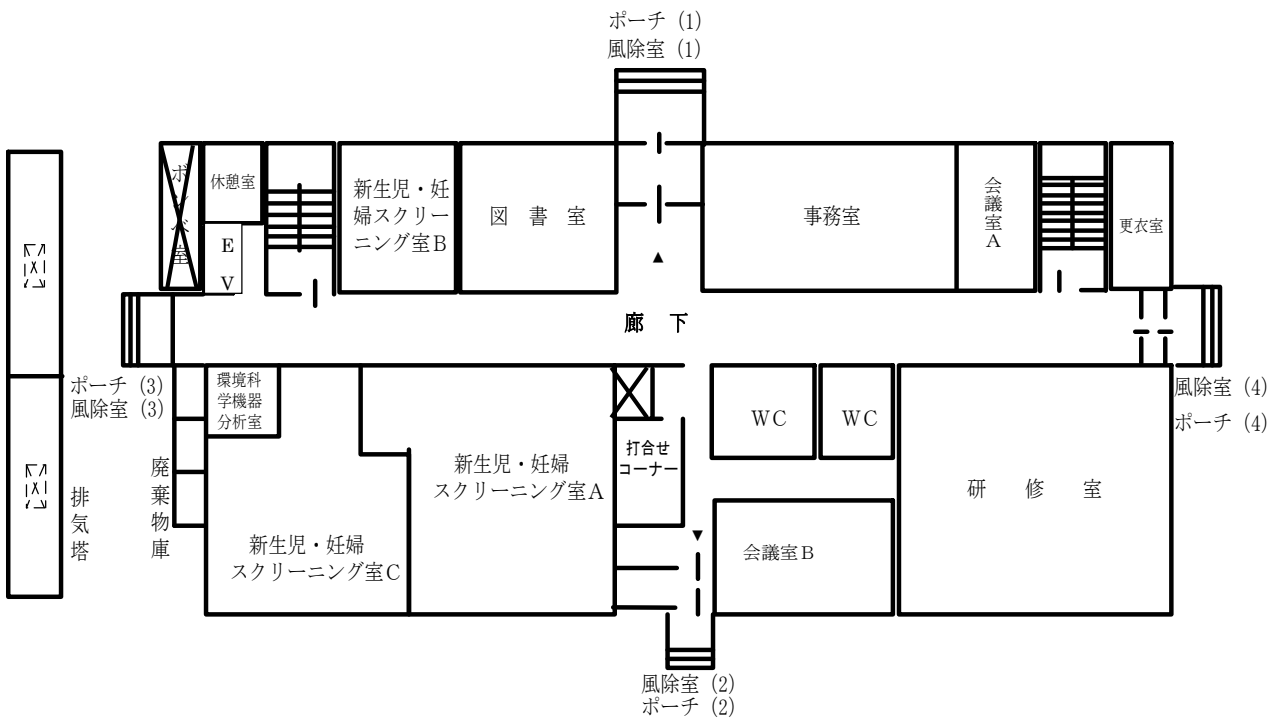 ポーチ (1)
風除室 (1)
ボンベ室
休憩室
EV
新生児・妊
婦スクリー
ニング室B
図書室
事務室
会議室A
更衣室
▲
廊下
ポーチ (3)
風除室 (3)
環境科
学機器
分析室
新生児・妊婦
スクリーニング室A
打合せ
コーナー
WC
WC
研修室
風除室 (4)
ポーチ (4)
排気塔
廃棄物庫
新生児・妊婦
スクリーニング室C
▼
会議室B
風除室 (2)
ポーチ (2)